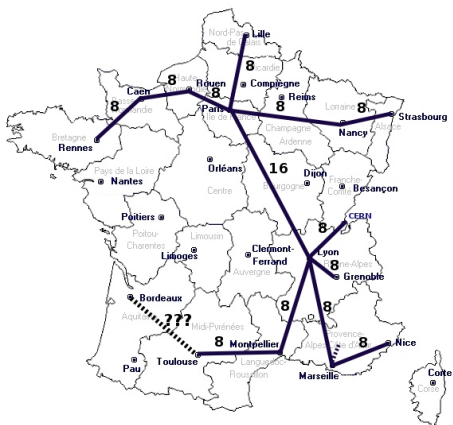 Nord-Pas
de Calais
Lille
8
Picardie
8
Haute
Normandie
Rouen
Compiègne
Caen
8
Reims
8
Basse
Normandie
8
Paris
Ile de France
Lorraine
8
Strasbourg
Alsace
Nancy
Champagne
Ardenne
Bretagne
Rennes
Orléans
16
Dijon
Pays de la Loire
Nantes
Centre
Bourgogne
Franche-
Comté
Besançon
Poitiers
CERN
Poitou-
Charentes
Limousin
8
Limoges
Clermont-
Ferrand
Lyon
Rhône-Alpes
8
Auvergne
Grenoble
Bordeaux
???
8
8
Aquitaine
Midi-Pyrénées
Provence-
Alpes Côte d'Azur
8
Montpellier
8
Nice
Toulouse
Languedoc-
Roussillon
Pau
Marseille
Corte
Corse